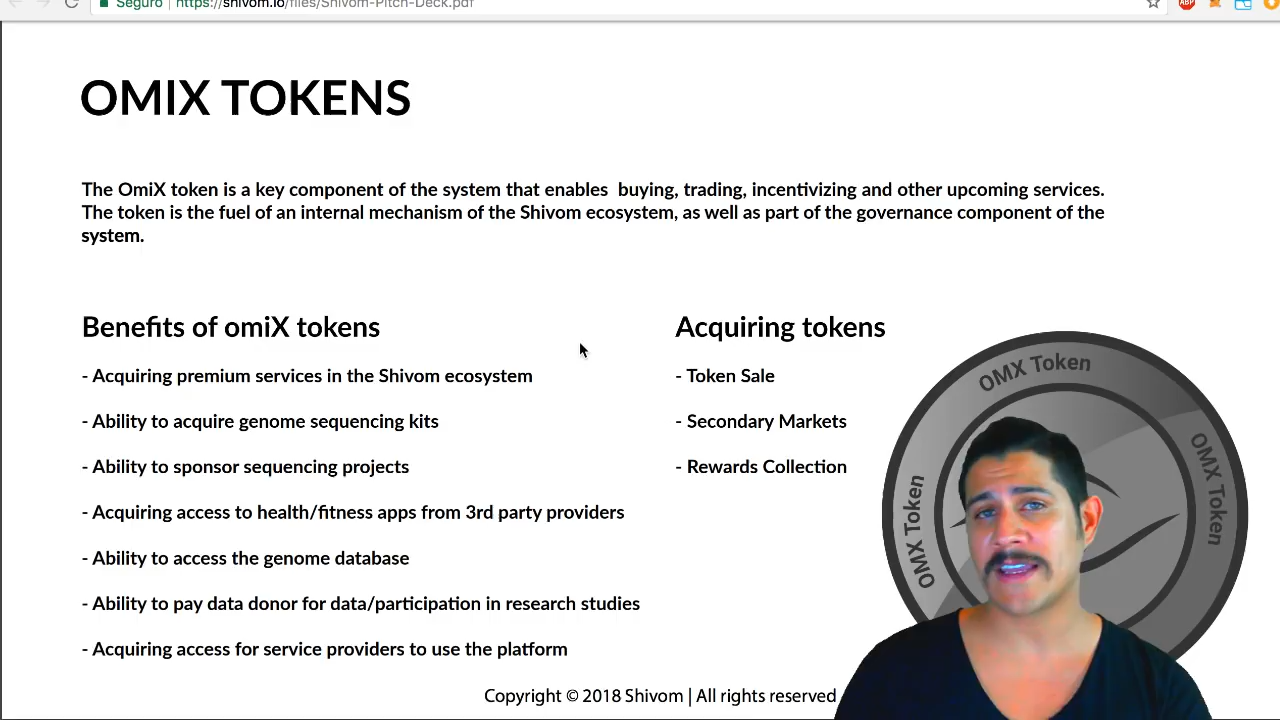 Seguro
https://shivom.io/files/Shivom-Pitch-Deck.pdf
ABP
OMIX TOKENS
The OmiX token is a key component of the system that enables  buying, trading, incentivizing and other upcoming services.
The token is the fuel of an internal mechanism of the Shivom ecosystem, as well as part of the governance component of the
system.
Benefits of omiX tokens
- Acquiring premium services in the Shivom ecosystem
- Ability to acquire genome sequencing kits
- Ability to sponsor sequencing projects
- Acquiring access to health/fitness apps from 3rd party providers
- Ability to access the genome database
- Ability to pay data donor for data/participation in research studies
- Acquiring access for service providers to use the platform
Acquiring tokens
- Token Sale
- Secondary Markets
- Rewards Collection
OMX Token
OMX Token
OMX Token
Copyright © 2018 Shivom | All rights reserved